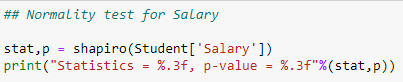 ## Normality test for Salary
stat,p = shapiro(Student['Salary'])
print("Statistics = %.3f, p-value = %.3f"%(stat,p))